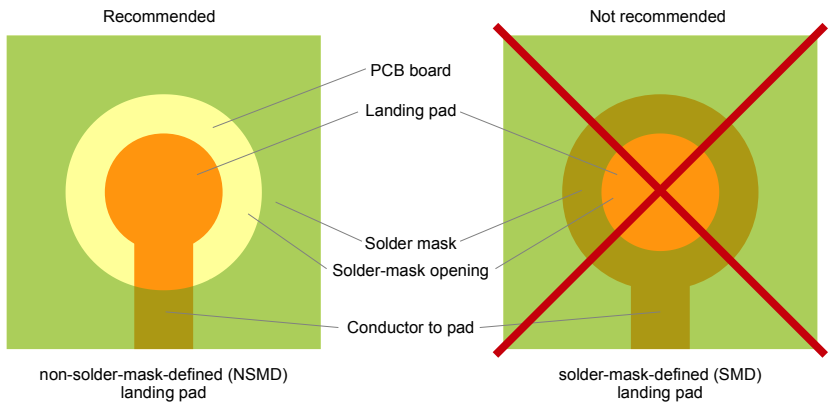 Recommended
Not recommended
PCB board
Landing pad
Solder mask
Solder-mask opening
Conductor to pad
non-solder-mask-defined (NSMD)
landing pad
solder-mask-defined (SMD)
landing pad